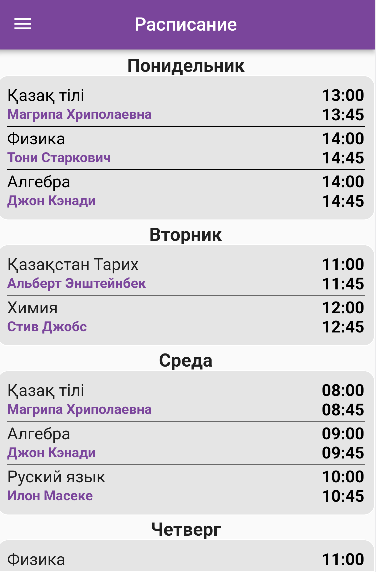 Расписание
Понидельник
Қазақ тілі 13:00
Магрипа Хриполаевна 13:45
Физика 14:00
Тони Старкович 14:45
Алгебра 14:00
Джон Кэнади 14:45
Вторник
Қазақстан Тарих 11:00
Альберт Энштейнбек 11:45
Химия 12:00
Стив Джобс 12:45
Среда
Қазақ тілі 08:00
Магрипа Хриполаевна 08:45
Алгебра 09:00
Джон Кэнади 09:45
Руский язык 10:00
Илон Масеке 10:45
Четверг
Физика 11:00